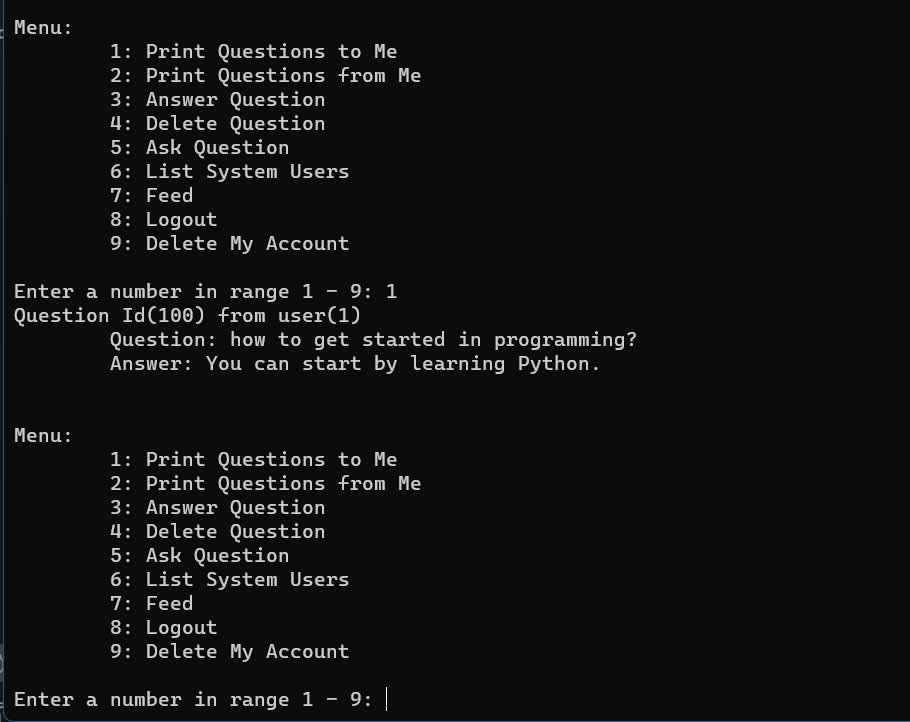 Menu:
1: Print Questions to Me
2: Print Questions from Me
3: Answer Question
4: Delete Question
5: Ask Question
6: List System Users
7: Feed
8: Logout
9: Delete My Account
Enter a number in range 1 - 9: 1
Question Id(100) from user(1)
Question: how to get started in programming?
Answer: You can start by learning Python.
Menu:
1: Print Questions to Me
2: Print Questions from Me
3: Answer Question
4: Delete Question
5: Ask Question
6: List System Users
7: Feed
8: Logout
9: Delete My Account
Enter a number in range 1 - 9: